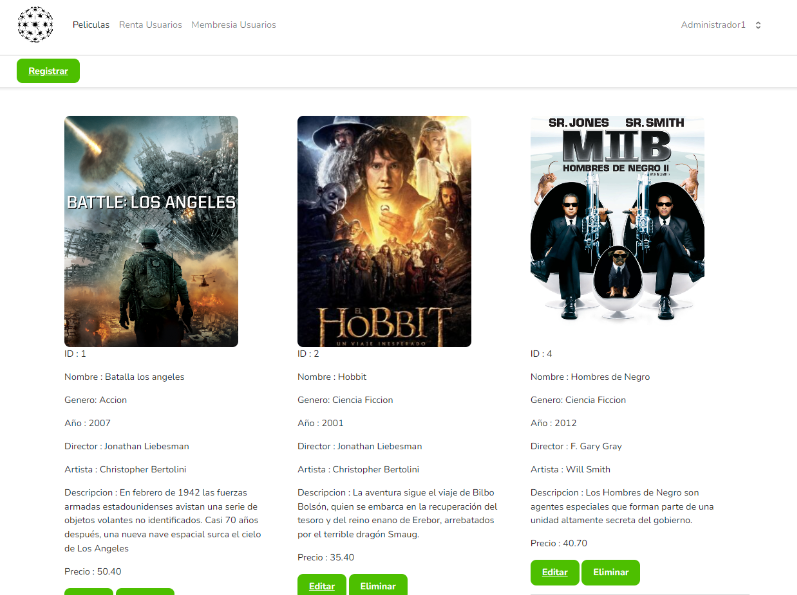 Peliculas Renta Usuarios Membresia Usuarios Administrador1
Registrar
BATTLE: LOS ANGELES
EL
HOBBIT
UN VIAJE INESPERADO
SR. JONES SR. SMITH
MIIB
HOMBRES DE NEGRO II
ID : 1
Nombre : Batalla los angeles
Genero: Accion
Año : 2007
Director : Jonathan Liebesman
Artista : Christopher Bertolini
Descripcion : En febrero de 1942 las fuerzas
armadas estadounidenses avistan una serie de
objetos volantes no identificados. Casi 70 años
después, una nueva nave espacial surca el cielo
de Los Angeles
Precio : 50.40
ID : 2
Nombre : Hobbit
Genero: Ciencia Ficcion
Año : 2001
Director : Jonathan Liebesman
Artista : Christopher Bertolini
Descripcion : La aventura sigue el viaje de Bilbo
Bolsón, quien se embarca en la recuperación del
tesoro y del reino enano de Erebor, arrebatados
por el terrible dragón Smaug.
Precio : 35.40
Editar Eliminar
ID : 4
Nombre : Hombres de Negro
Genero: Ciencia Ficcion
Año : 2012
Director : F. Gary Gray
Artista : Will Smith
Descripcion : Los Hombres de Negro son
agentes especiales que forman parte de una
unidad altamente secreta del gobierno.
Precio : 40.70
Editar Eliminar